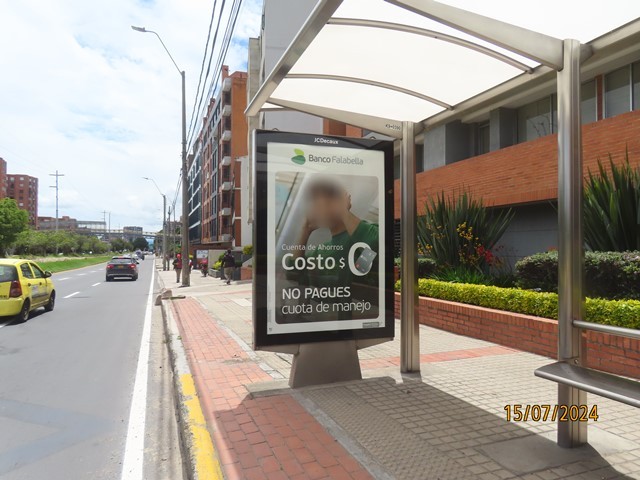 JCDecaux
Banco Falabella
Cuenta de Ahorros
Costo $0
NO PAGUES
cuota de manejo
15/07/2024